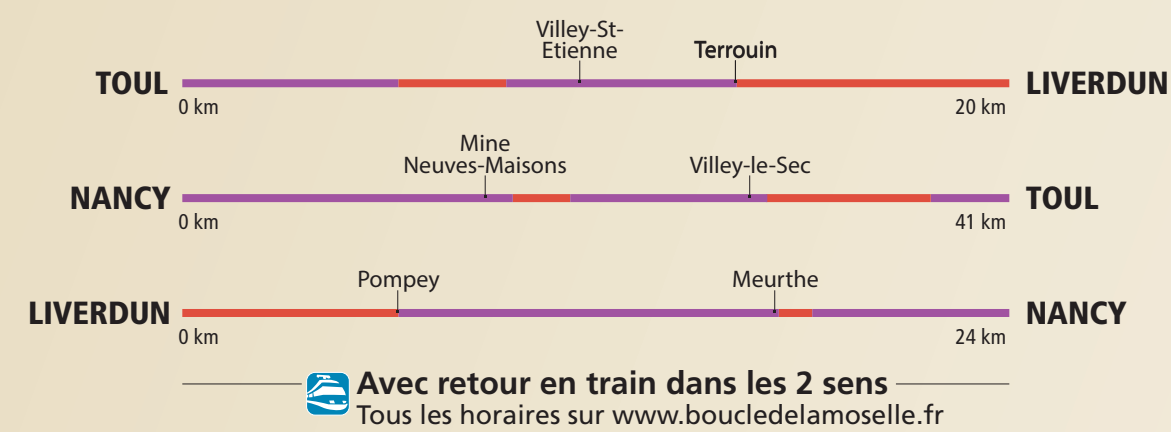 Villey-St-
Etienne
Terrouin
TOUL
LIVERDUN
0 km
20 km
Mine
Neuves-Maisons
Villey-le-Sec
NANCY
TOUL
0 km
41 km
Pompey
Meurthe
LIVERDUN
NANCY
0 km
24 km
Avec retour en train dans les 2 sens
Tous les horaires sur www.boucledelamoselle.fr